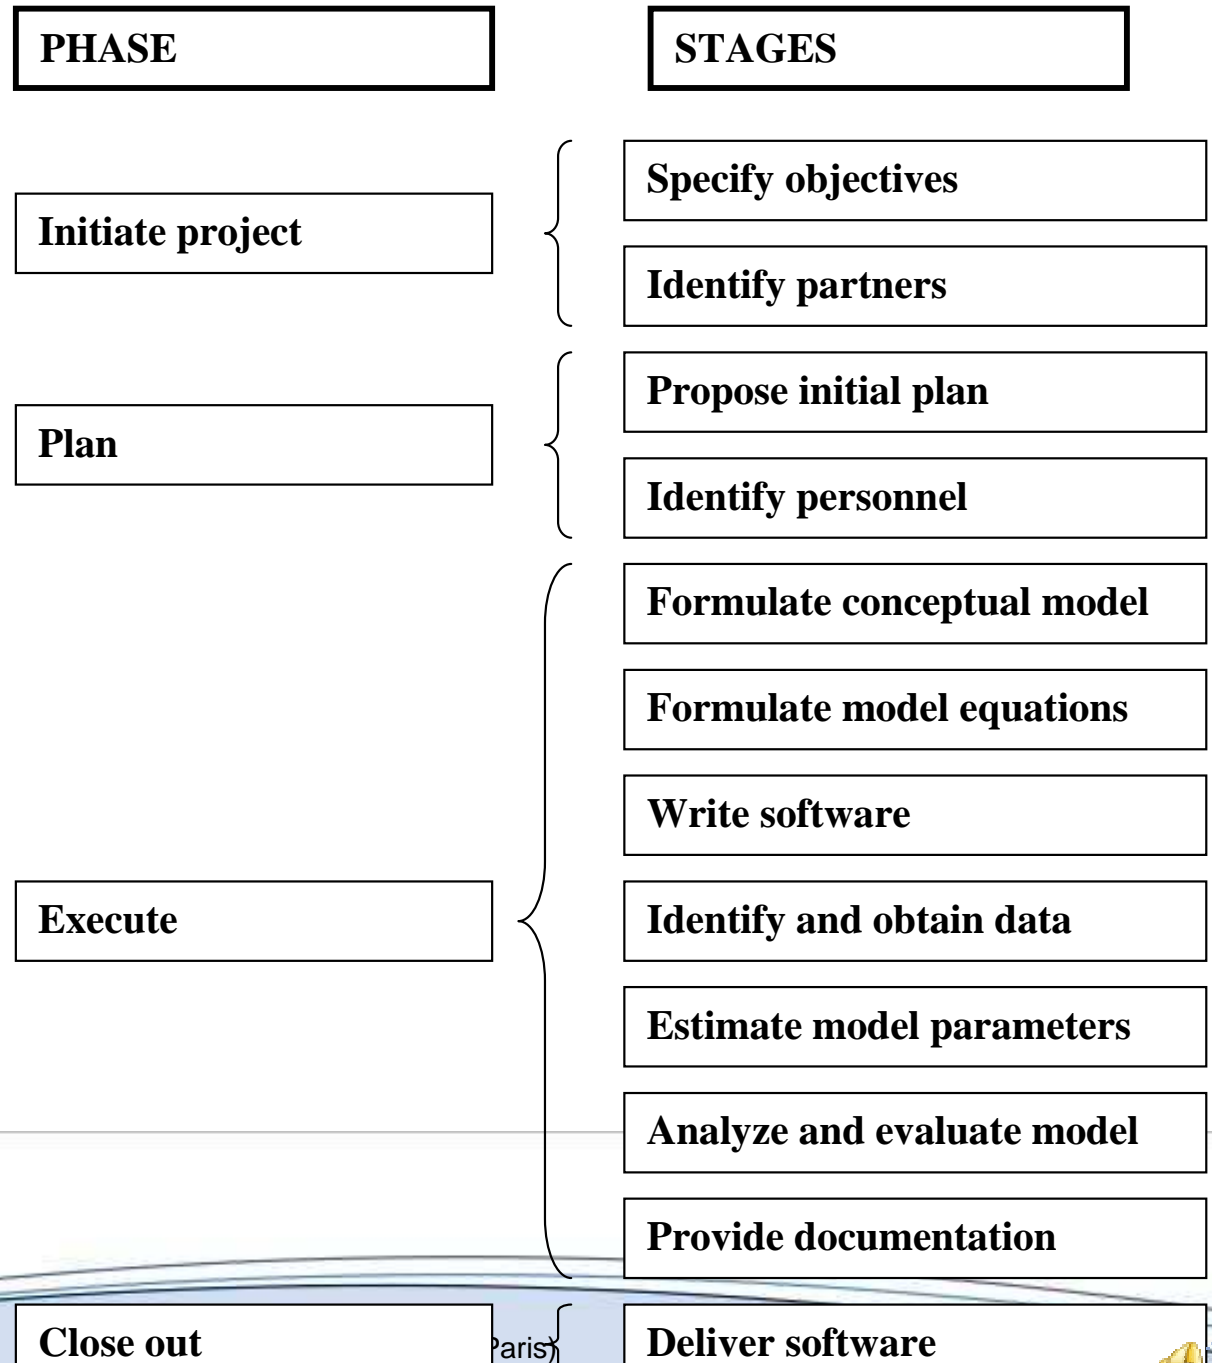 PHASE
STAGES
Initiate project
Specify objectives
Identify partners
Plan
Propose initial plan
Identify personnel
Execute
Formulate conceptual model
Formulate model equations
Write software
Identify and obtain data
Estimate model parameters
Analyze and evaluate model
Provide documentation
Close out
Paris)
Deliver software